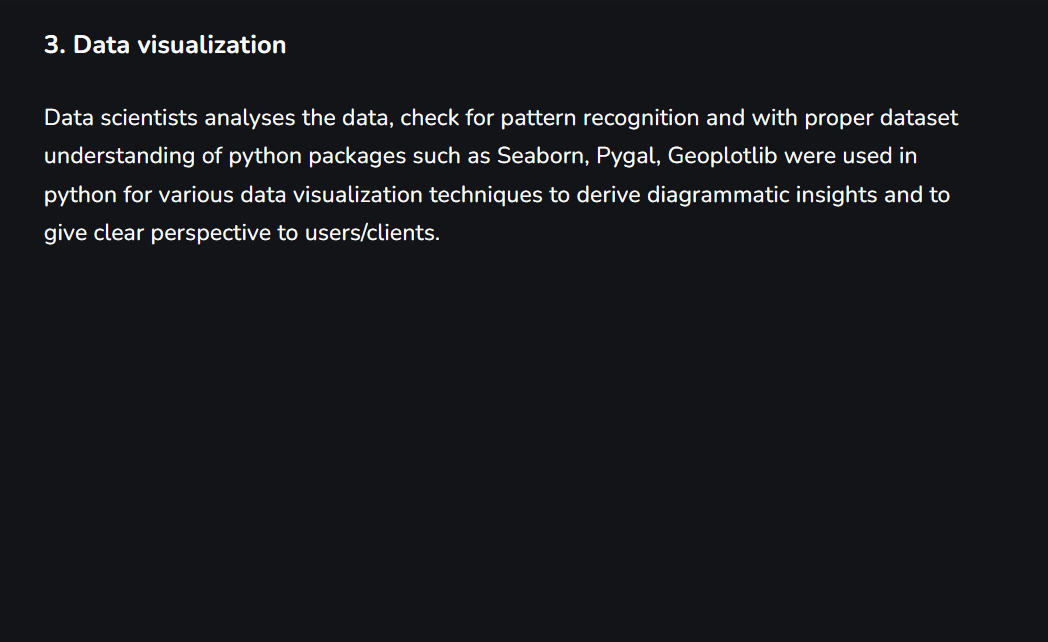 3. Data visualization
Data scientists analyses the data, check for pattern recognition and with proper dataset
understanding of python packages such as Seaborn, Pygal, Geoplotlib were used in
python for various data visualization techniques to derive diagrammatic insights and to
give clear perspective to users/clients.